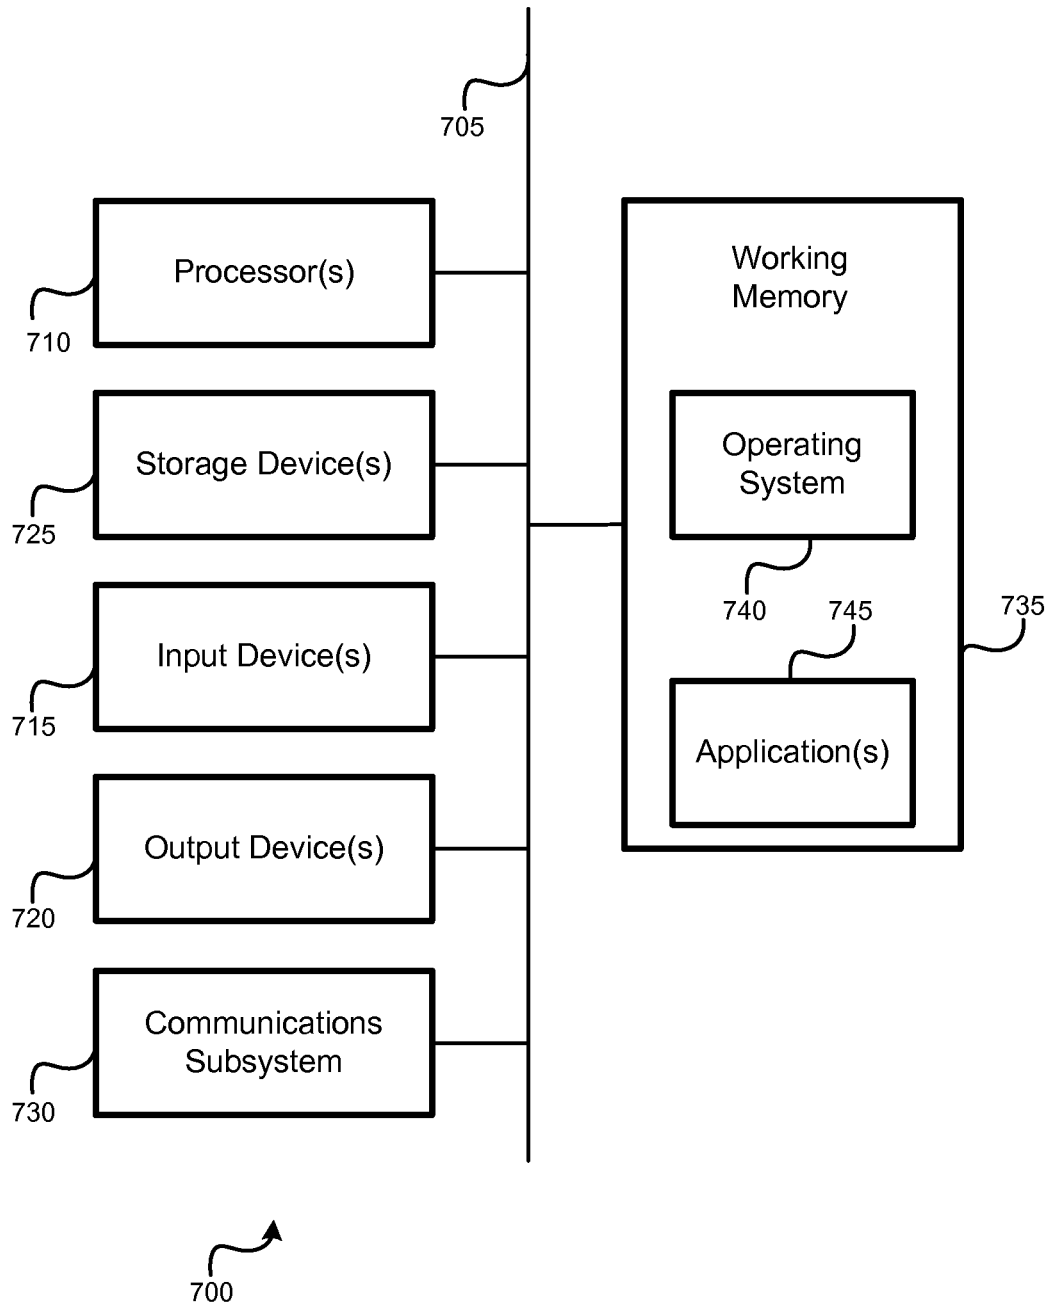 705
Processor(s)
710
Storage Device(s)
725
Input Device(s)
715
Output Device(s)
720
Communications
Subsystem
730
Working
Memory
Operating
System
740
745
735
Application(s)
700